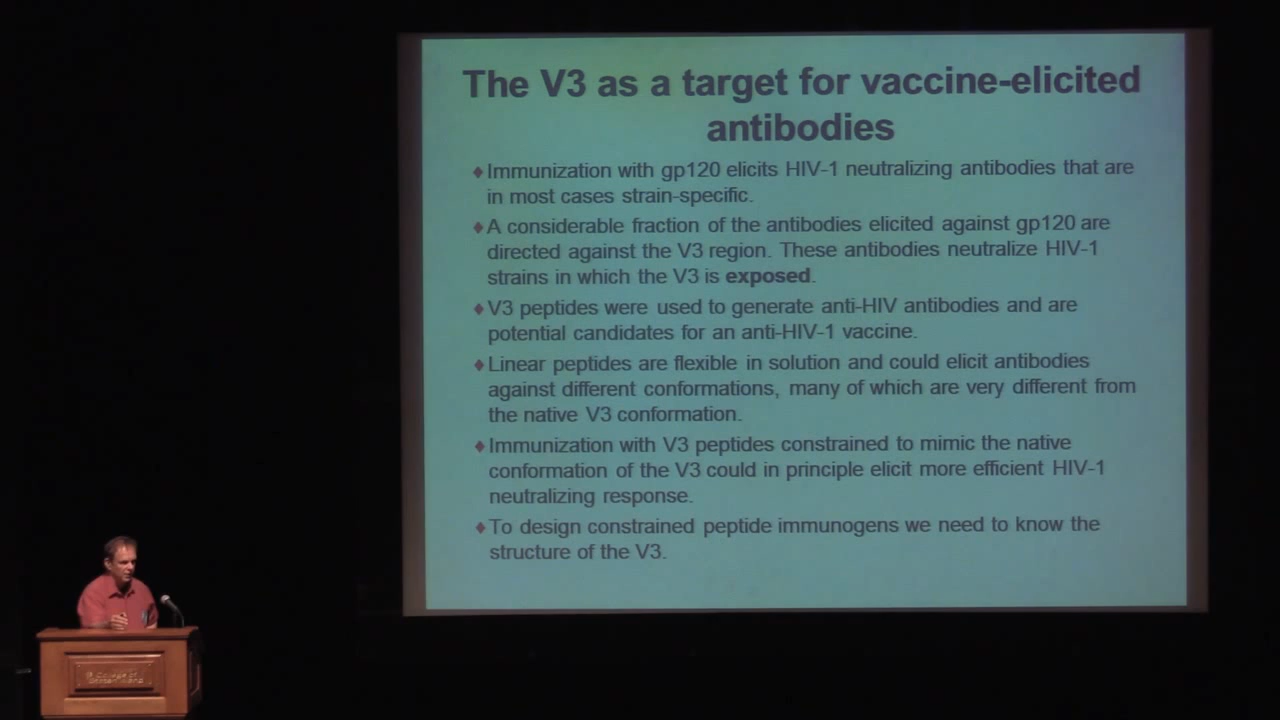 The V3 as a target for vaccine-elicited
antibodies
♦Immunization with gp120 elicits HIV-1 neutralizing antibodies that are
in most cases strain-specific.
♦A considerable fraction of the antibodies elicited against gp120 are
directed against the V3 region. These antibodies neutralize HIV-1
strains in which the V3 is exposed.
♦V3 peptides were used to generate anti-HIV antibodies and are
potential candidates for an anti-HIV-1 vaccine.
♦Linear peptides are flexible in solution and could elicit antibodies
against different conformations, many of which are very different from
the native V3 conformation.
♦Immunization with V3 peptides constrained to mimic the native
conformation of the V3 could in principle elicit more efficient HIV-1
neutralizing response.
♦To design constrained peptide immunogens we need to know the
structure of the V3.
College of